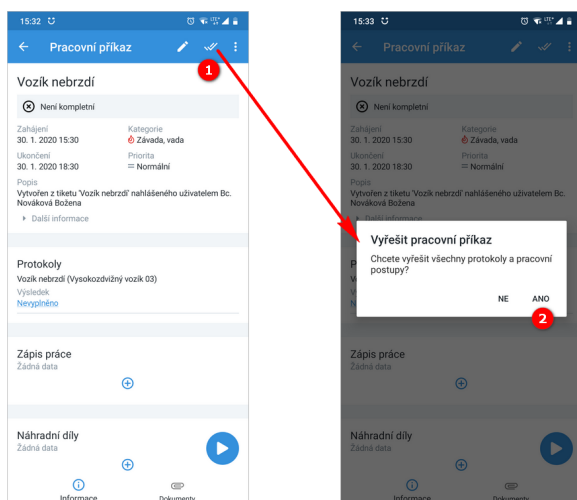 15:32
LTE+
Pracovní příkaz
1
Vozík nebrzdí
Není kompletní
Zahájení
Kategorie
30. 1. 2020 15:30
Závada, vada
Ukončení
Priorita
30. 1. 2020 18:30
Normální
Popis
Vytvořen z tiketu 'Vozík nebrzdí' nahlášeného uživatelem Bc.
Nováková Božena
Další informace
Protokoly
Vozík nebrzdí (Vysokozdvižný vozík 03)
Výsledek
Nevyplněno
Zápis práce
Žádná data
Náhradní díly
Žádná data
Informace
Dokumenty
15:33
LTE+
Pracovní příkaz
Vozík nebrzdí
Není kompletní
Zahájení
Kategorie
30. 1. 2020 15:30
Závada, vada
Ukončení
Priorita
30. 1. 2020 18:30
Normální
Popis
Vytvořen z tiketu 'Vozík nebrzdí' nahlášeného uživatelem Bc.
Nováková Božena
Další informace
Vyřešit pracovní příkaz
Chcete vyřešit všechny protokoly a pracovní
postupy?
NE
ANO
2
Zápis práce
Žádná data
Náhradní díly
Žádná data
Informace
Dokumenty